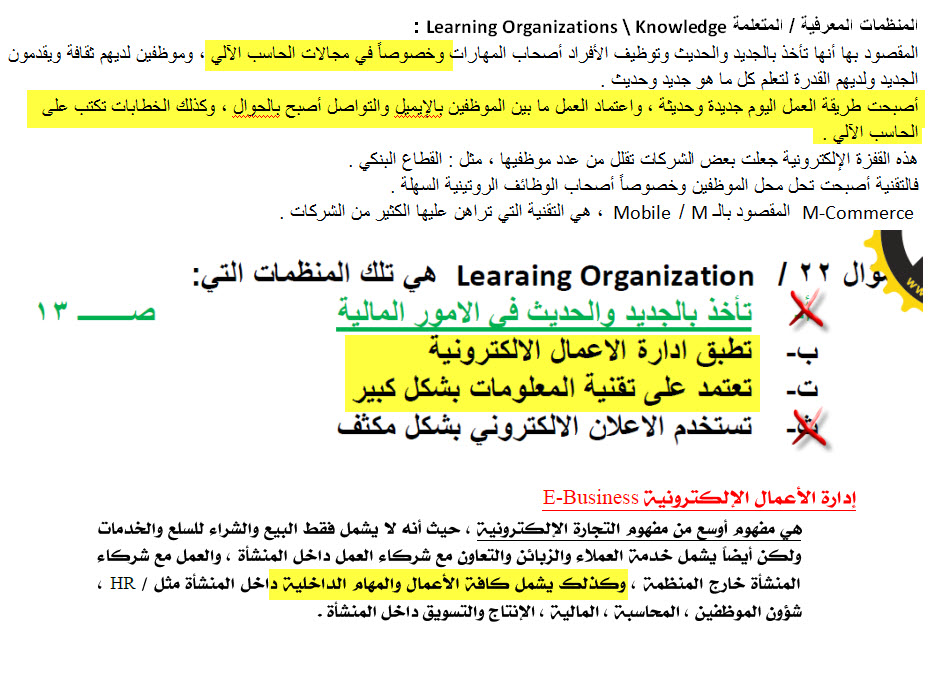 المنظمات المعرفية / المتعلمة Learning Organizations \ Knowledge :
المقصود بها أنها تأخذ بالجديد والحديث وتوظيف الأفراد أصحاب المهارات وخصوصاً في مجالات الحاسب الآلي ، وموظفين لديهم ثقافة ويقدمون
الجديد ولديهم القدرة لتعلم كل ما هو جديد وحديث .
أصبحت طريقة العمل اليوم جديدة وحديثة ، واعتماد العمل ما بين الموظفين بالإيميل والتواصل أصبح بالجوال ، وكذلك الخطابات تكتب على
الحاسب الآلي .
هذه القفزة الإلكترونية جعلت بعض الشركات تقلل من عدد موظفيها ، مثل : القطاع البنكي .
فالتقنية أصبحت تحل محل الموظفين وخصوصاً أصحاب الوظائف الروتينية السهلة .
M-Commerce المقصود بالـ Mobile / M ، هي التقنية التي تراهن عليها الكثير من الشركات .
وال ٢٢ / Learaing Organization هي تلك المنظمات التي:
تأخذ بالجديد والحديث في الامور المالية صـــــ ١٣
ب- تطبق ادارة الاعمال الالكترونية
ت- تعتمد على تقنية المعلومات بشكل كبير
ث- تستخدم الاعلان الالكتروني بشكل مكثف
إدارة الأعمال الإلكترونية E-Business
هي مفهوم أوسع من مفهوم التجارة الإلكترونية ، حيث أنه لا يشمل فقط البيع والشراء للسلع والخدمات
ولكن أيضاً يشمل خدمة العملاء والزبائن والتعاون مع شركاء العمل داخل المنشأة ، والعمل مع شركاء
المنشأة خارج المنظمة ، وكذلك يشمل كافة الأعمال والمهام الداخلية داخل المنشأة مثل / HR ،
شؤون الموظفين ، المحاسبة ، المالية ، الإنتاج والتسويق داخل المنشأة .